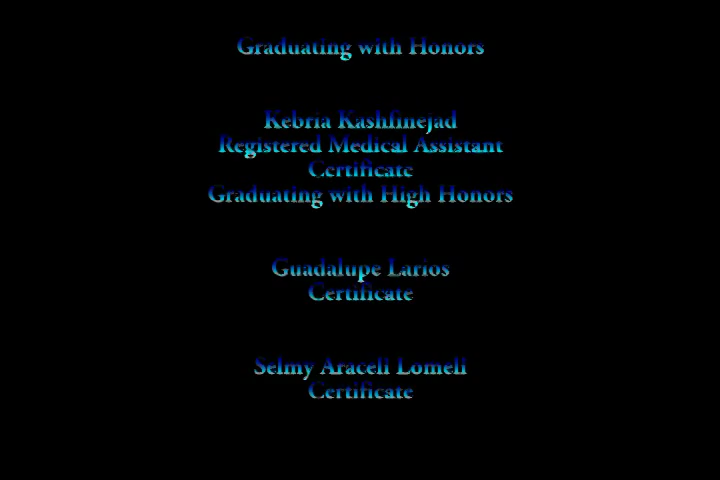 Graduating with Honors
Kebria Kashfinejad
Registered Medical Assistant
Certificate
Graduating with High Honors
Guadalupe Larios
Certificate
Selmy Araceli Lomeli
Certificate